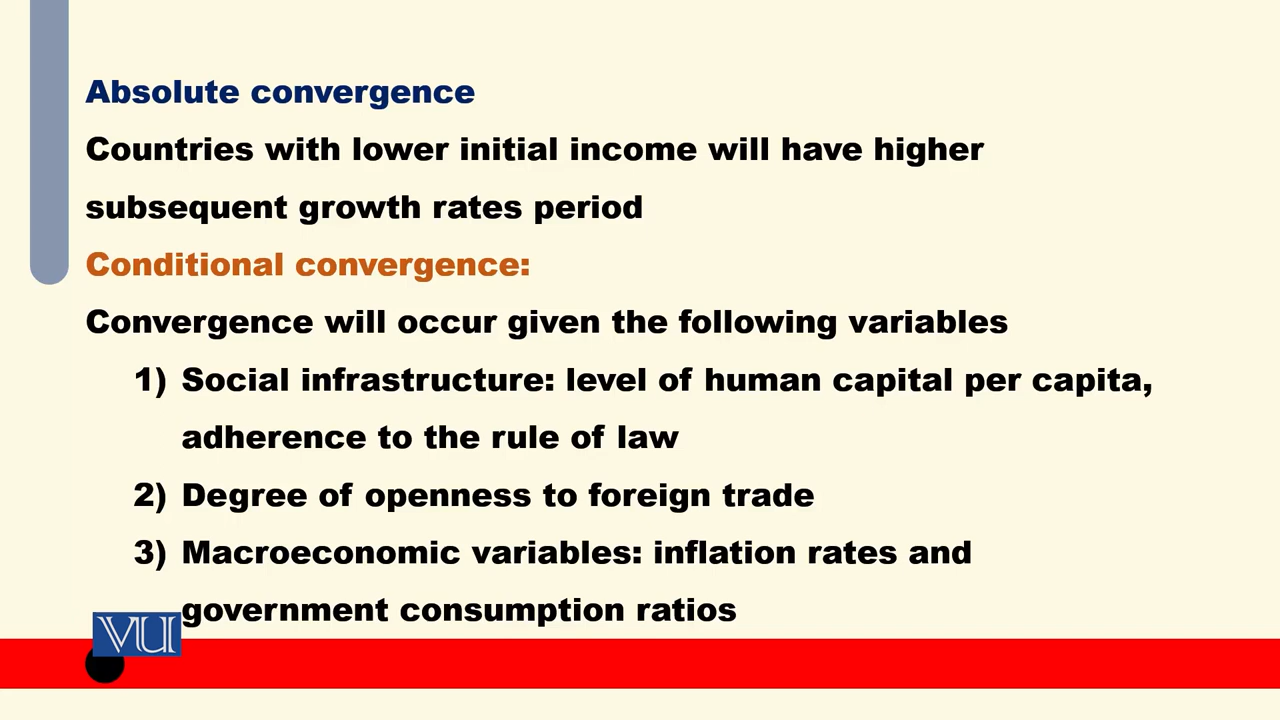 Absolute convergence
Countries with lower initial income will have higher
subsequent growth rates period
Conditional convergence:
Convergence will occur given the following variables
1) Social infrastructure: level of human capital per capita,
adherence to the rule of law
2) Degree of openness to foreign trade
3) Macroeconomic variables: inflation rates and
government consumption ratios
VU